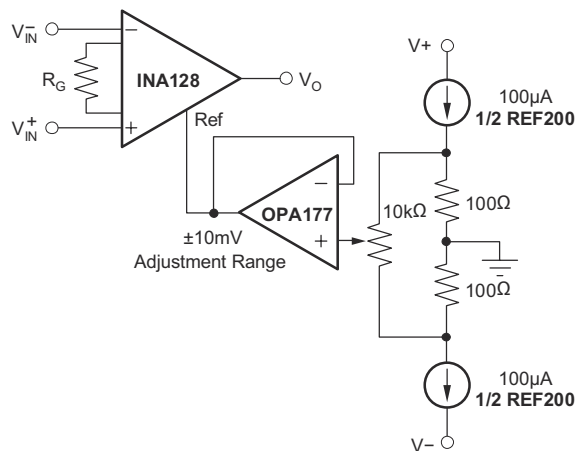 V−IN
−
RG
INA128
VO
V+IN
+
Ref
V+
100µA
1/2 REF200
−
OPA177
+
10kΩ
100Ω
±10mV
Adjustment Range
100Ω
100µA
1/2 REF200
V−